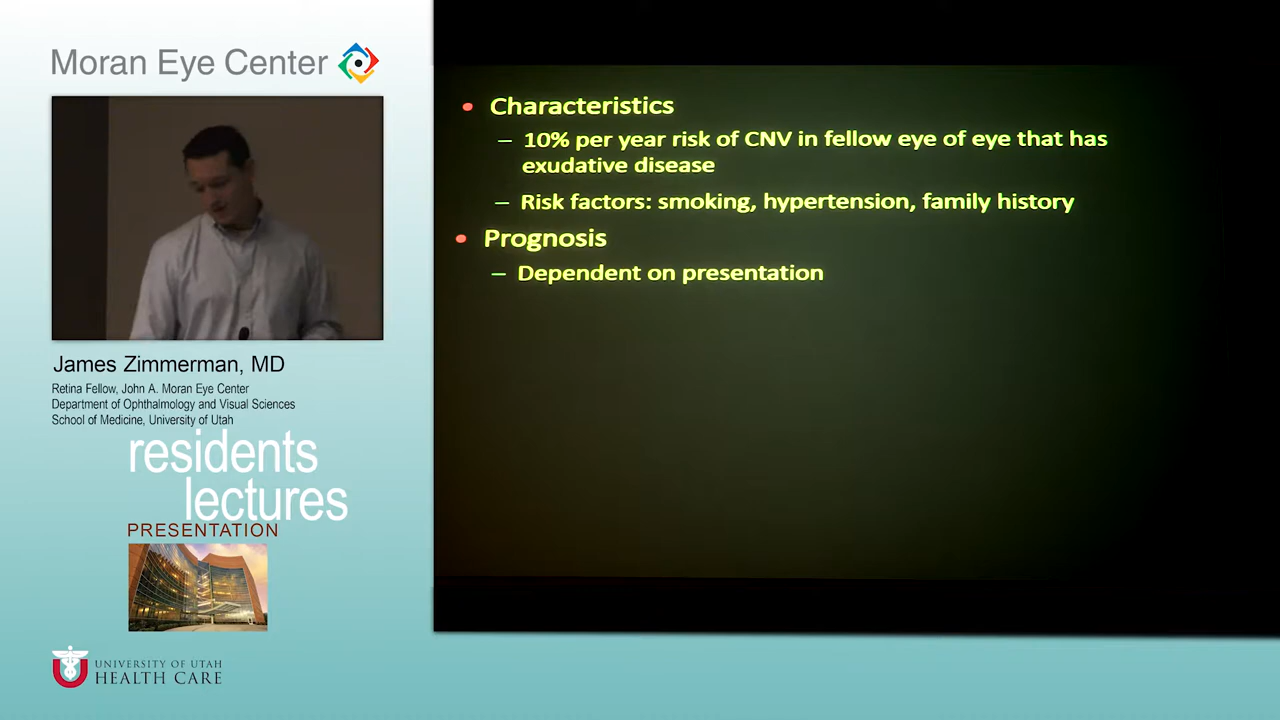 Moran Eye Center
James Zimmerman, MD
Retina Fellow, John A. Moran Eye Center
Department of Ophthalmology and Visual Sciences
School of Medicine, University of Utah
residents
lectures
PRESENTATION
UNIVERSITY OF UTAH
HEALTH CARE
• Characteristics
– 10% per year risk of CNV in fellow eye of eye that has
exudative disease
– Risk factors: smoking, hypertension, family history
• Prognosis
– Dependent on presentation